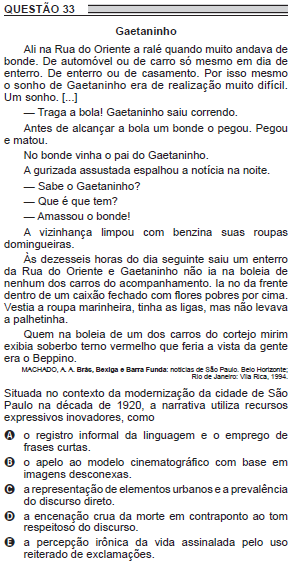 QUESTÃO 33
Gaetaninho
Ali na Rua do Oriente a ralé quando muito andava de
bonde. De automóvel ou de carro só mesmo em dia de
enterro. De enterro ou de casamento. Por isso mesmo
o sonho de Gaetaninho era de realização muito difícil.
Um sonho. [...]
— Traga a bola! Gaetaninho saiu correndo.
Antes de alcançar a bola um bonde o pegou. Pegou
e matou.
No bonde vinha o pai do Gaetaninho.
A gurizada assustada espalhou a notícia na noite.
— Sabe o Gaetaninho?
— Que é que tem?
— Amassou o bonde!
A vizinhança limpou com benzina suas roupas
domingueiras.
Às dezesseis horas do dia seguinte saiu um enterro
da Rua do Oriente e Gaetaninho não ia na boleia de
nenhum dos carros do acompanhamento. Ia no da frente
dentro de um caixão fechado com flores pobres por cima.
Vestia a roupa marinheira, tinha as ligas, mas não levava
a palhetinha.
Quem na boleia de um dos carros do cortejo mirim
exibia soberbo terno vermelho que feria a vista da gente
era o Beppino.
MACHADO, A. A. Brás, Bexiga e Barra Funda: notícias de São Paulo. Belo Horizonte;
Rio de Janeiro: Vila Rica, 1994.
Situada no contexto da modernização da cidade de São
Paulo na década de 1920, a narrativa utiliza recursos
expressivos inovadores, como
A o registro informal da linguagem e o emprego de
frases curtas.
B o apelo ao modelo cinematográfico com base em
imagens desconexas.
C a representação de elementos urbanos e a prevalência
do discurso direto.
D a encenação crua da morte em contraponto ao tom
respeitoso do discurso.
E a percepção irônica da vida assinalada pelo uso
reiterado de exclamações.